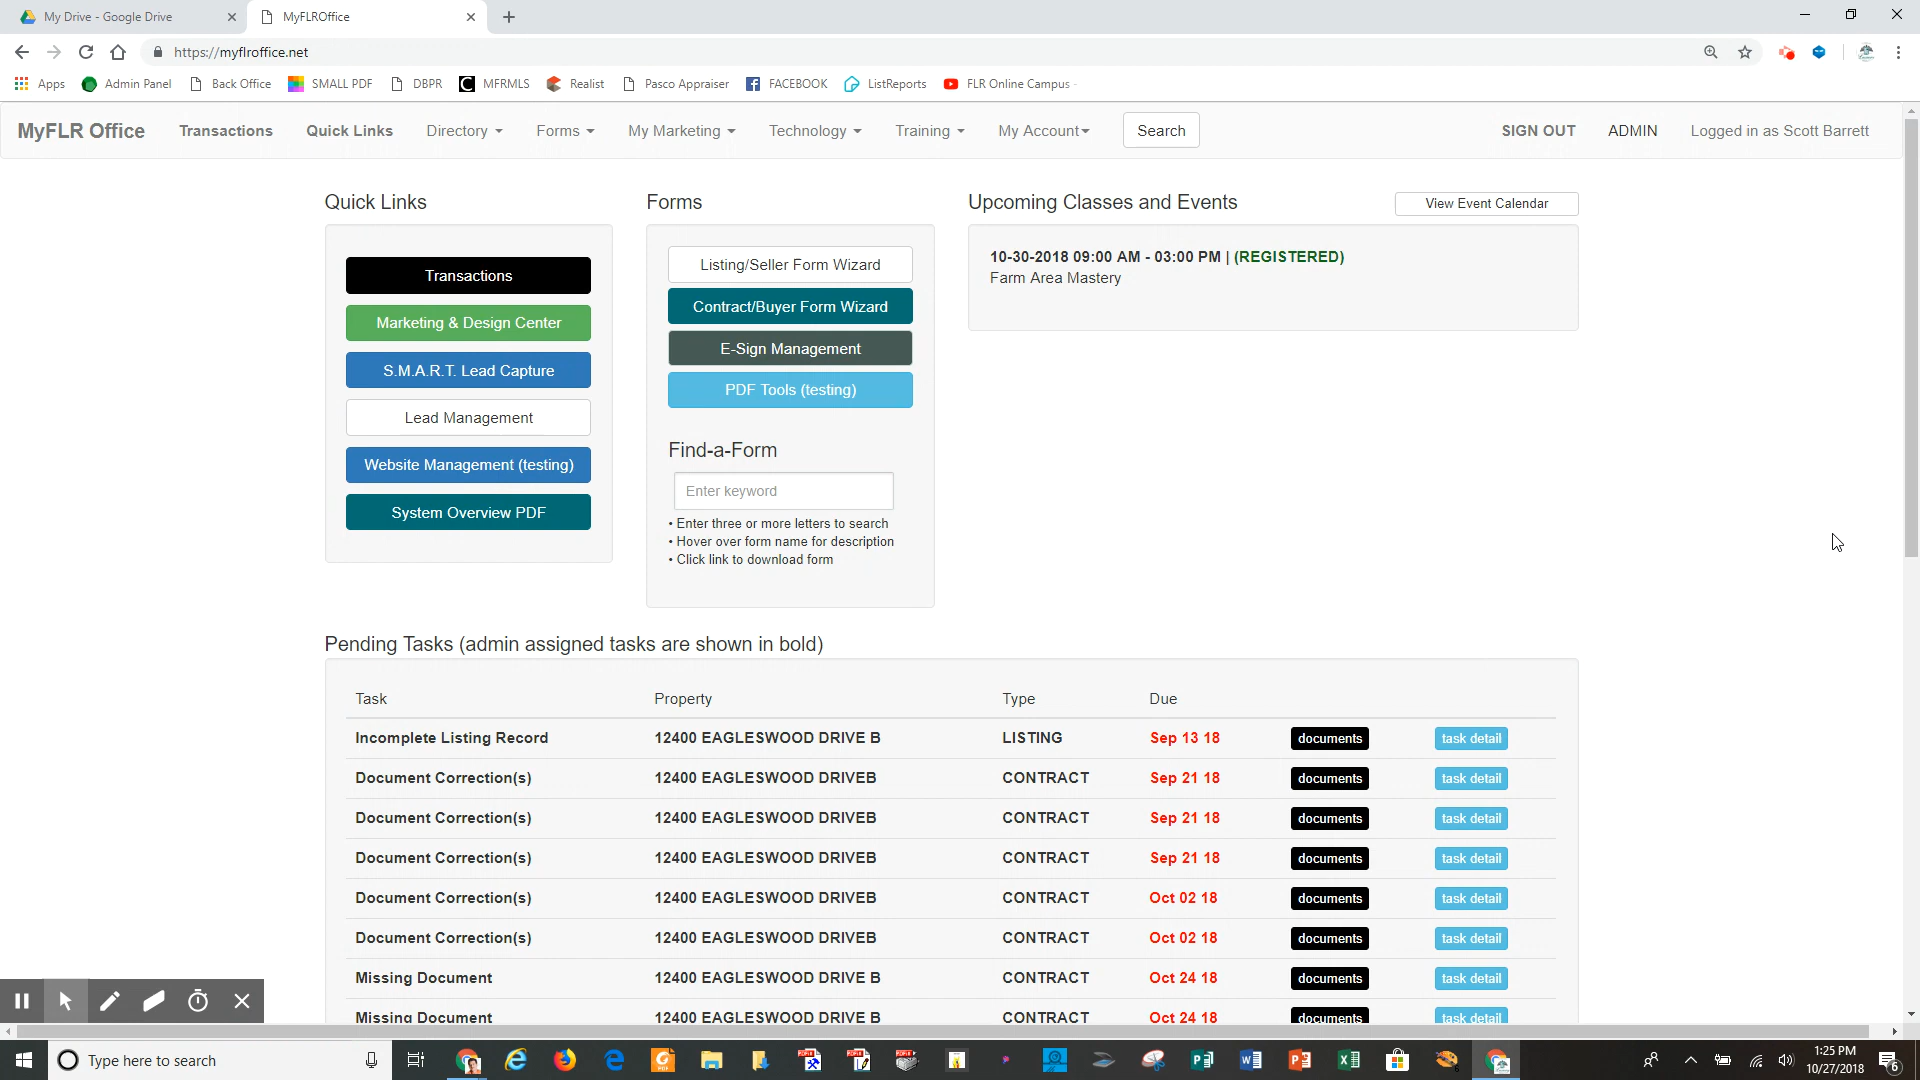 My Drive - Google Drive
MyFLROffice
https://myflroffice.net
Apps Admin Panel Back Office SMALL PDF DBPR MFRMLS Realist Pasco Appraiser FACEBOOK ListReports FLR Online Campus -
MyFLR Office Transactions Quick Links Directory Forms My Marketing Technology Training My Account Search SIGN OUT ADMIN Logged in as Scott Barrett
Quick Links
Transactions
Marketing & Design Center
S.M.A.R.T. Lead Capture
Lead Management
Website Management (testing)
System Overview PDF
Forms
Listing/Seller Form Wizard
Contract/Buyer Form Wizard
E-Sign Management
PDF Tools (testing)
Find-a-Form
Enter keyword
• Enter three or more letters to search
• Hover over form name for description
• Click link to download form
Upcoming Classes and Events
View Event Calendar
10-30-2018 09:00 AM - 03:00 PM | (REGISTERED)
Farm Area Mastery
Pending Tasks (admin assigned tasks are shown in bold)
Task Property Type Due
Incomplete Listing Record 12400 EAGLESWOOD DRIVE B LISTING Sep 13 18 documents task detail
Document Correction(s) 12400 EAGLESWOOD DRIVEB CONTRACT Sep 21 18 documents task detail
Document Correction(s) 12400 EAGLESWOOD DRIVEB CONTRACT Sep 21 18 documents task detail
Document Correction(s) 12400 EAGLESWOOD DRIVEB CONTRACT Sep 21 18 documents task detail
Document Correction(s) 12400 EAGLESWOOD DRIVEB CONTRACT Oct 02 18 documents task detail
Document Correction(s) 12400 EAGLESWOOD DRIVEB CONTRACT Oct 02 18 documents task detail
Missing Document 12400 EAGLESWOOD DRIVE B CONTRACT Oct 24 18 documents task detail
Missing Document 12400 EAGLESWOOD DRIVE B CONTRACT Oct 24 18 documents task detail
Type here to search
1:25 PM
10/27/2018
6